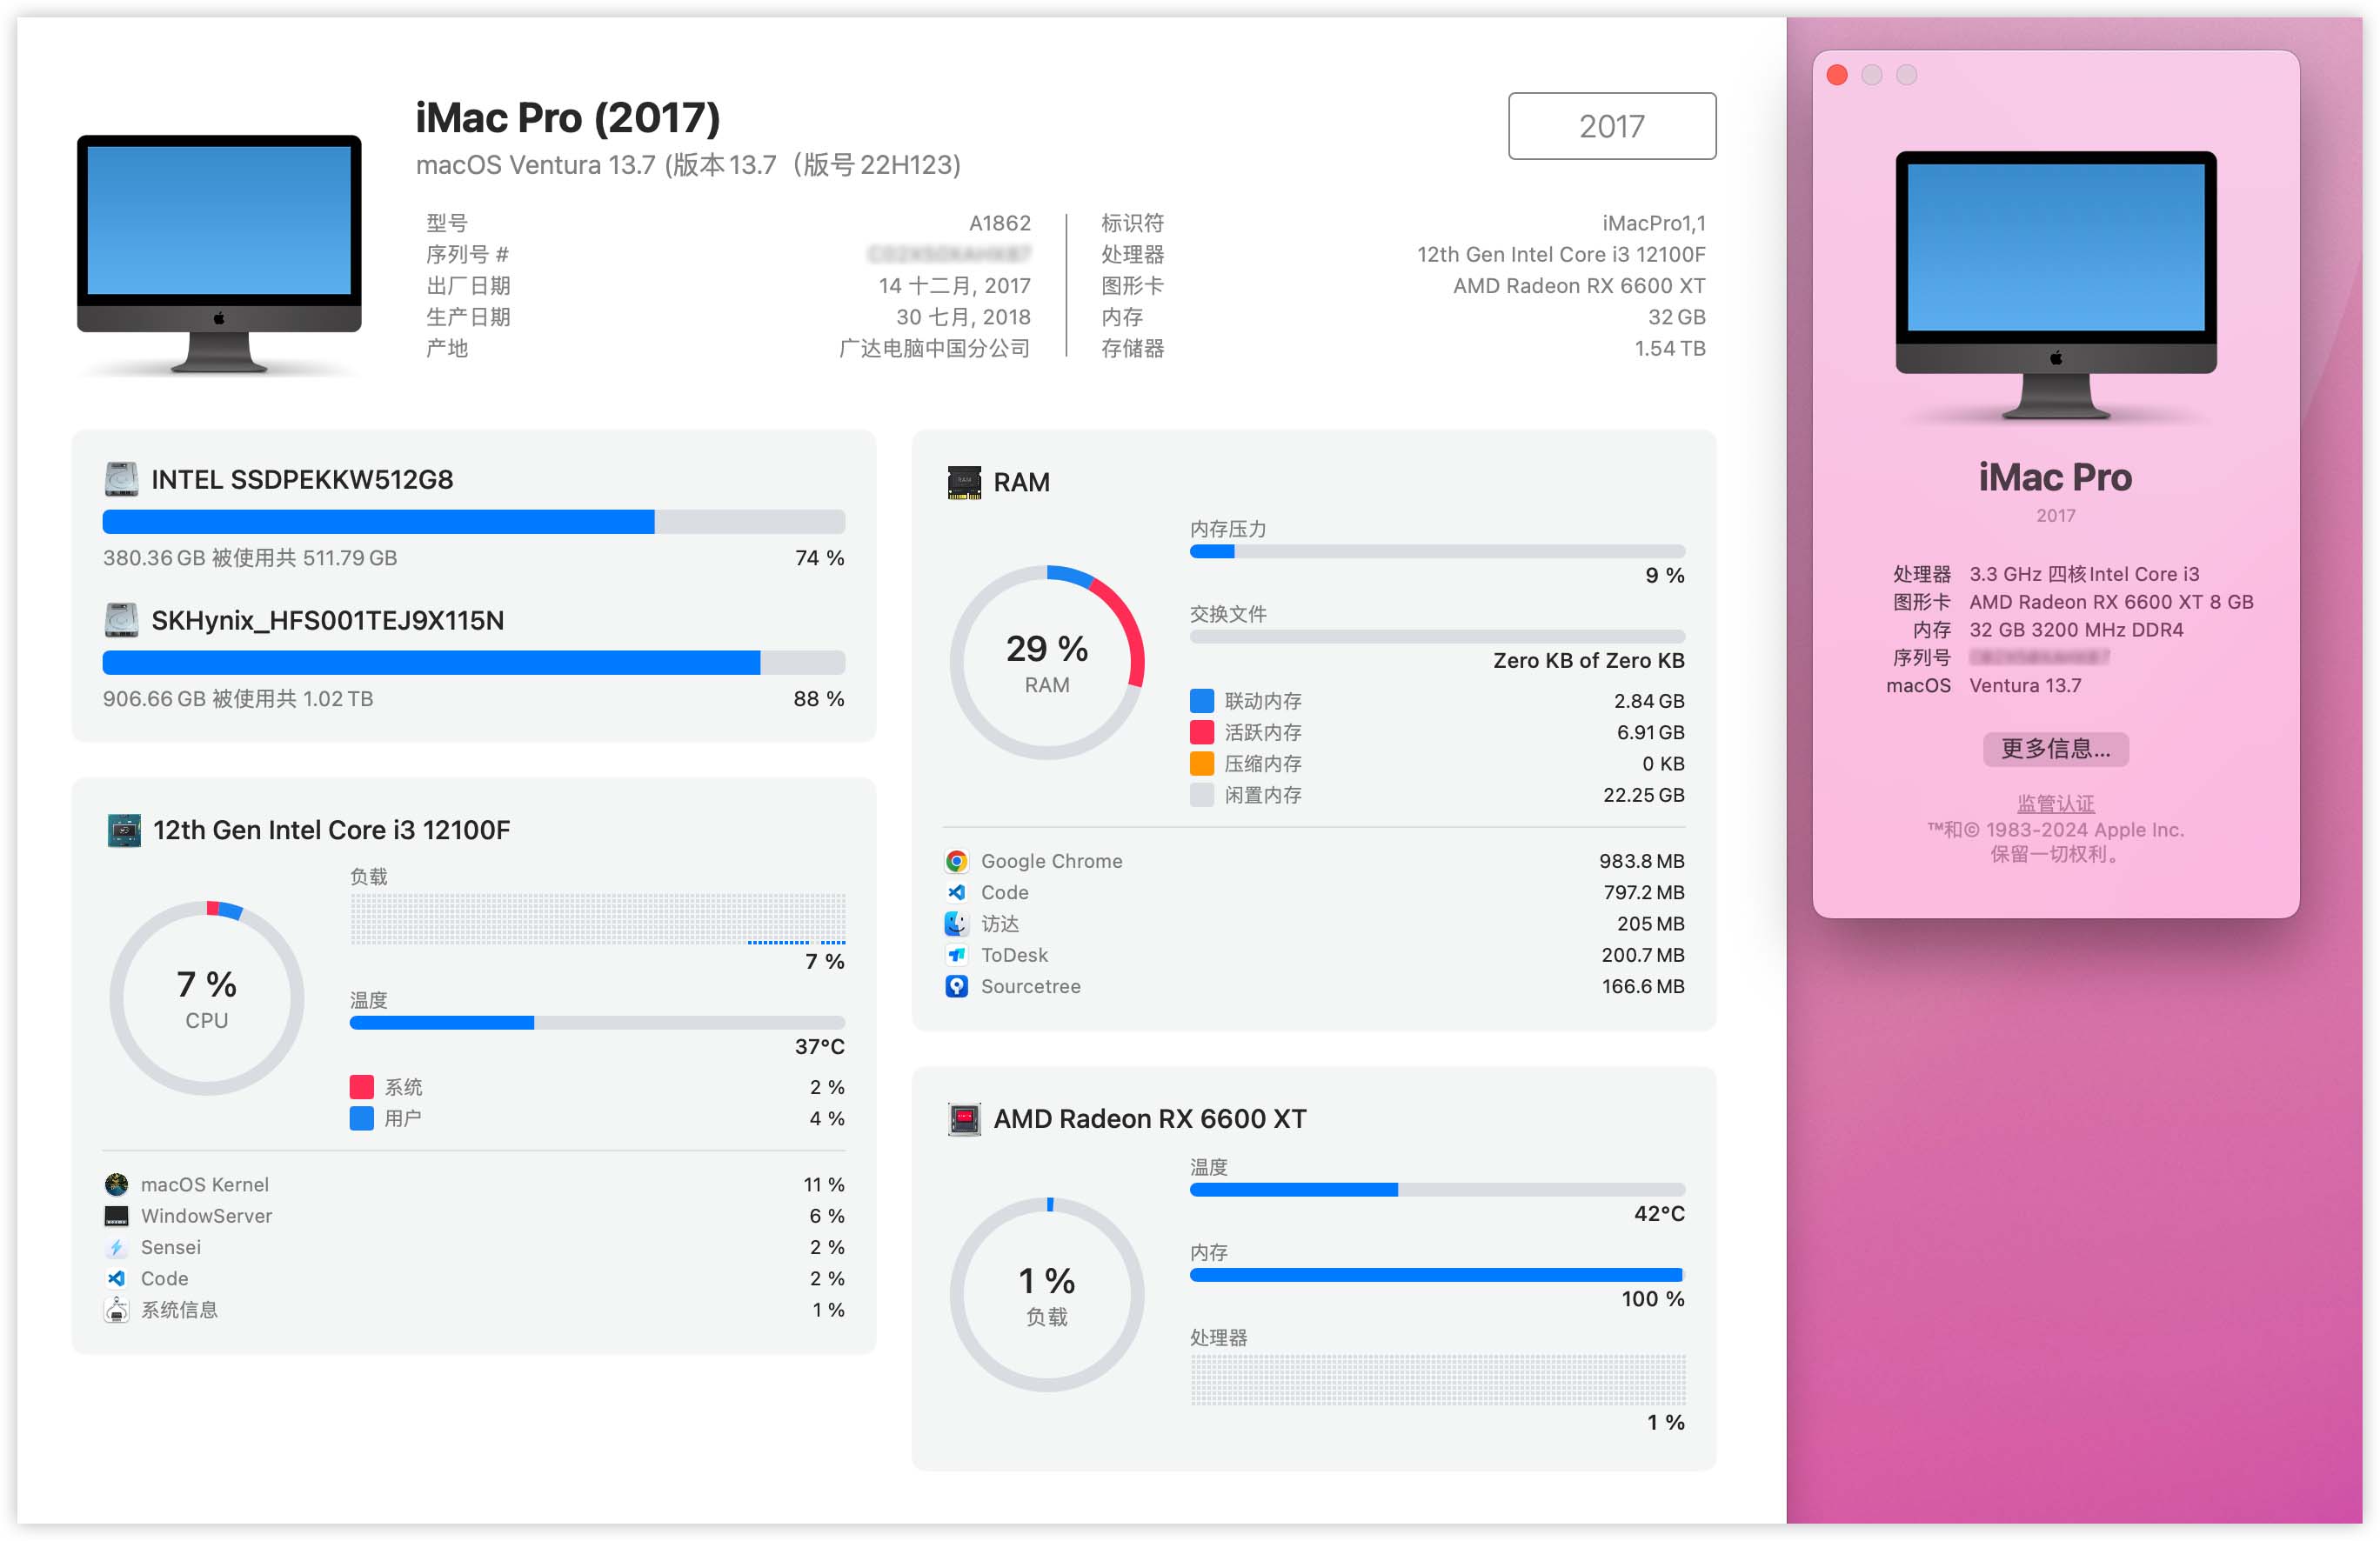 iMac Pro (2017)
macOS Ventura 13.7 (版本13.7（版号22H123)
2017
型号 A1862
序列号 #
出厂日期 14 十二月, 2017
生产日期 30 七月, 2018
产地 广达电脑中国分公司
标识符 iMacPro1,1
处理器 12th Gen Intel Core i3 12100F
图形卡 AMD Radeon RX 6600 XT
内存 32 GB
存储器 1.54 TB
INTEL SSDPEKKW512G8
380.36 GB 被使用共 511.79 GB 74 %
SKHynix_HFS001TEJ9X115N
906.66 GB 被使用共 1.02 TB 88 %
12th Gen Intel Core i3 12100F
负载
7 %
7 %
CPU
温度
37°C
系统 2 %
用户 4 %
macOS Kernel 11 %
WindowServer 6 %
Sensei 2 %
Code 2 %
系统信息 1 %
RAM
内存压力
9 %
29 %
RAM
交换文件
Zero KB of Zero KB
联动内存 2.84 GB
活跃内存 6.91 GB
压缩内存 0 KB
闲置内存 22.25 GB
Google Chrome 983.8 MB
Code 797.2 MB
访达 205 MB
ToDesk 200.7 MB
Sourcetree 166.6 MB
AMD Radeon RX 6600 XT
温度
42°C
1 %
负载
内存
100 %
处理器
1 %
iMac Pro
2017
处理器 3.3 GHz 四核Intel Core i3
图形卡 AMD Radeon RX 6600 XT 8 GB
内存 32 GB 3200 MHz DDR4
序列号
macOS Ventura 13.7
更多信息...
监管认证
™和© 1983-2024 Apple Inc.
保留一切权利。